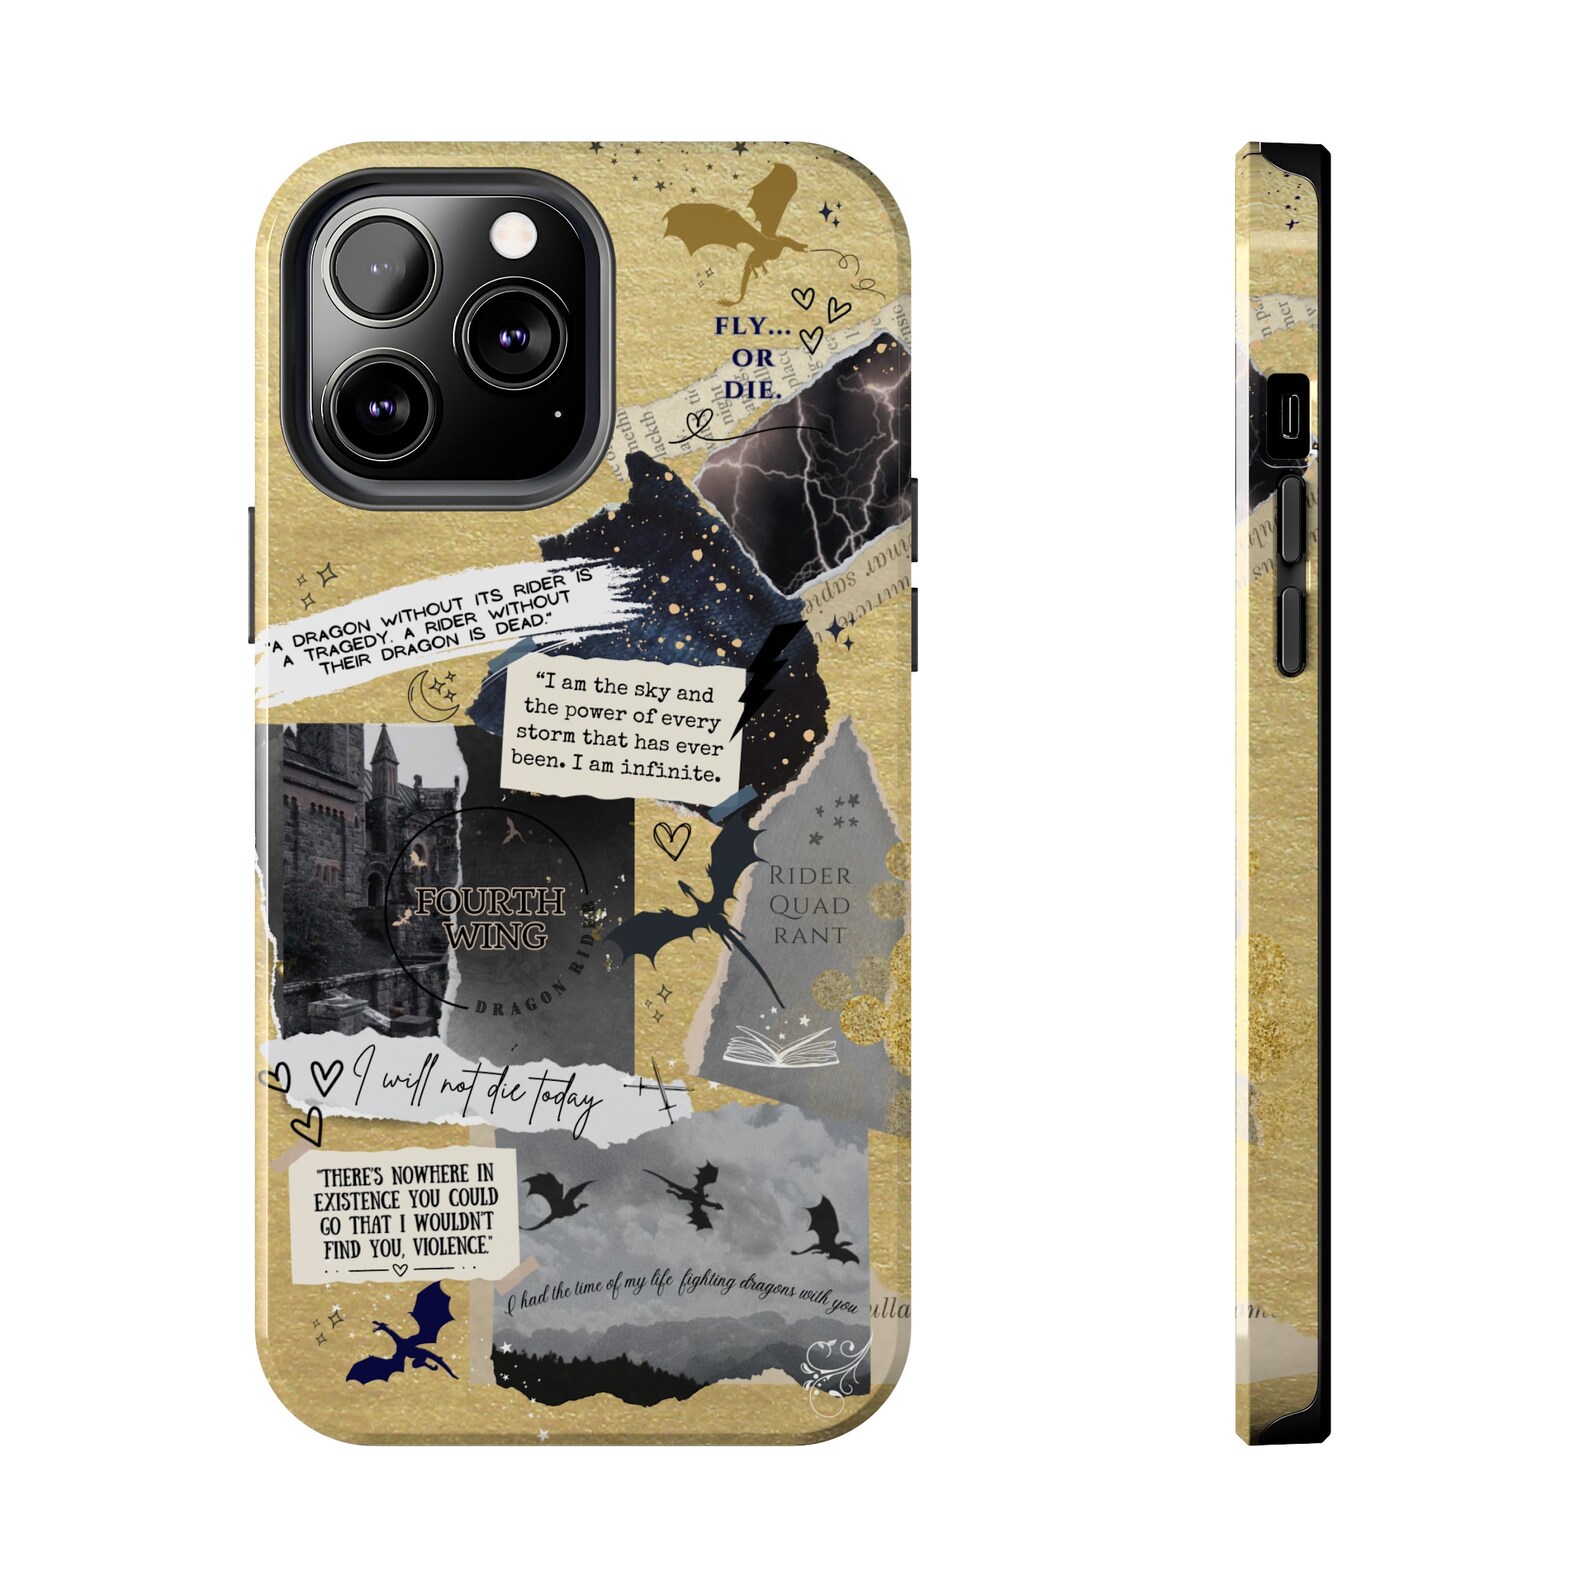 FLY...
OR
DIE.
"A DRAGON WITHOUT ITS RIDER IS
A TRAGEDY. A RIDER WITHOUT
THEIR DRAGON IS DEAD."
“I am the sky and
the power of every
storm that has ever
been. I am infinite.
FOURTH
WING
DRAGON RIDER
RIDER
QUAD
RANT
I will not die today
"THERE'S NOWHERE IN
EXISTENCE YOU COULD
GO THAT I WOULDN'T
FIND YOU, VIOLENCE."
I had the time of my life fighting dragons with you
ulla